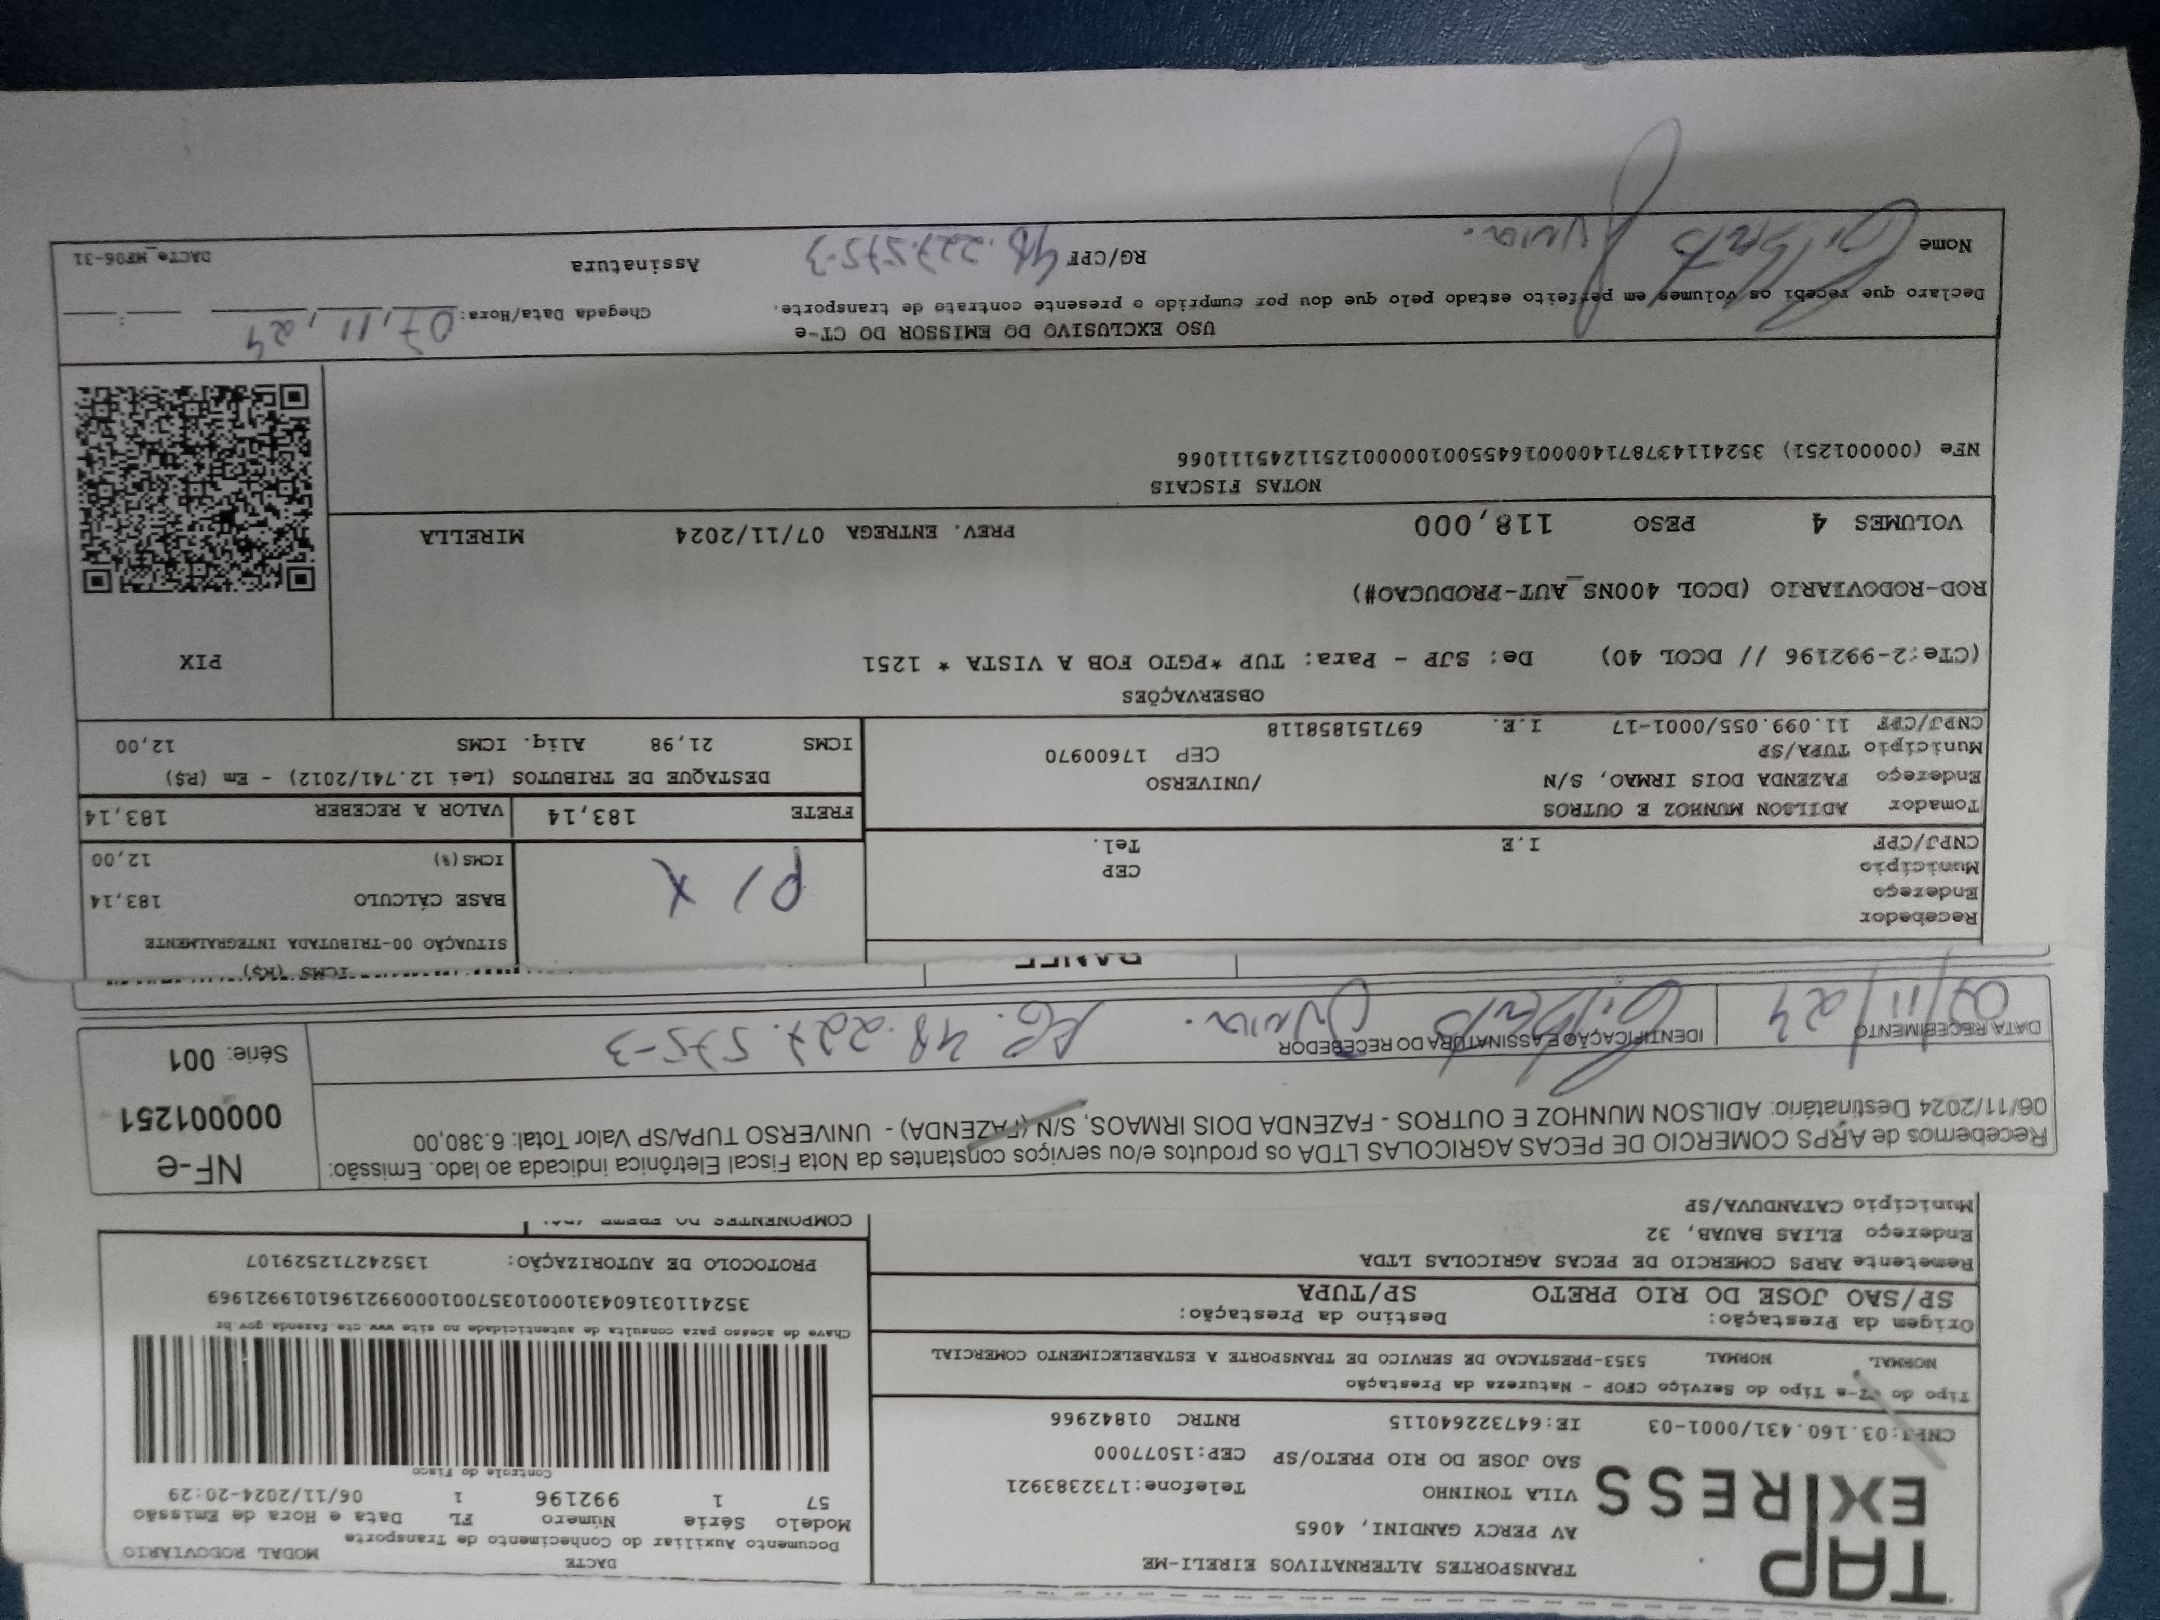 TAP
EXPRESS
TRANSPORTES ALTERNATIVOS EIRELI-ME
AV PERCY GANDINI, 4065
VILA TONINHO Telefone:1732383921
SAO JOSE DO RIO PRETO/SP CEP:15077000
CNPJ:03.160.431/0001-03 IE:647322640115 RNTRC 01842966
DACTE MODAL RODOVIARIO
Documento Auxiliar do Conhecimento de Transporte
Modelo Série Número FL Data e Hora de Emissão
57 1 992196 1 06/11/2024-20:29
Controle do Fisco
Chave de acesso para consulta de autenticidade no site www.cte.fazenda.gov.br
35241103160431000103570010009921961019921969
PROTOCOLO DE AUTORIZAÇÃO: 135242712529107
COMPONENTES DO FRETE (R$)
Tipo do CT-e Tipo do Serviço CFOP - Natureza da Prestação
NORMAL NORMAL 5353-PRESTACAO DE SERVICO DE TRANSPORTE A ESTABELECIMENTO COMERCIAL
Origem da Prestação: Destino da Prestação:
SP/SAO JOSE DO RIO PRETO SP/TUPA
Remetente ARPS COMERCIO DE PECAS AGRICOLAS LTDA
Endereço ELIAS BAUAB, 32
Município CATANDUVA/SP
Recebemos de ARPS COMERCIO DE PECAS AGRICOLAS LTDA os produtos e/ou serviços constantes da Nota Fiscal Eletrônica indicada ao lado. Emissão:
06/11/2024 Destinatário: ADILSON MUNHOZ E OUTROS - FAZENDA DOIS IRMAOS, S/N (FAZENDA) - UNIVERSO TUPA/SP Valor Total: 6.380,00
NF-e
000001251
Série: 001
DATA RECEBIMENTO IDENTIFICAÇÃO E ASSINATURA DO RECEBEDOR
07/11/24 RG. 48.227.575-3
DANFE
ICMS (R$)
Recebedor
Endereço
Município CEP
CNPJ/CPF I.E Tel.
PIX
SITUAÇÃO 00-TRIBUTADA INTEGRALMENTE
BASE CÁLCULO 183,14
ICMS(%) 12,00
Tomador ADILSON MUNHOZ E OUTROS
Endereço FAZENDA DOIS IRMAO, S/N /UNIVERSO
Município TUPA/SP CEP 17600970
CNPJ/CPF 11.099.055/0001-17 I.E. 697151858118
FRETE 183,14 VALOR A RECEBER 183,14
DESTAQUE DE TRIBUTOS (Lei 12.741/2012) - Em (R$)
ICMS 21,98 Aliq. ICMS 12,00
OBSERVAÇÕES
(CTe:2-992196 // DCOL 40) De: SJP - Para: TUP *PGTO FOB A VISTA * 1251
PIX
ROD-RODOVIARIO (DCOL 400NS_AUT-PRODUCAO#)
VOLUMES 4 PESO 118,000 PREV. ENTREGA 07/11/2024 MIRELLA
NOTAS FISCAIS
NFe (000001251) 35241143787140000164550010000012511245111066
USO EXCLUSIVO DO EMISSOR DO CT-e
Declaro que recebi os volumes em perfeito estado pelo que dou por cumprido o presente contrato de transporte. Chegada Data/Hora: 07,11,24 :
Nome RG/CPF 48.227.575-3 Assinatura
DACTe_MF06-31